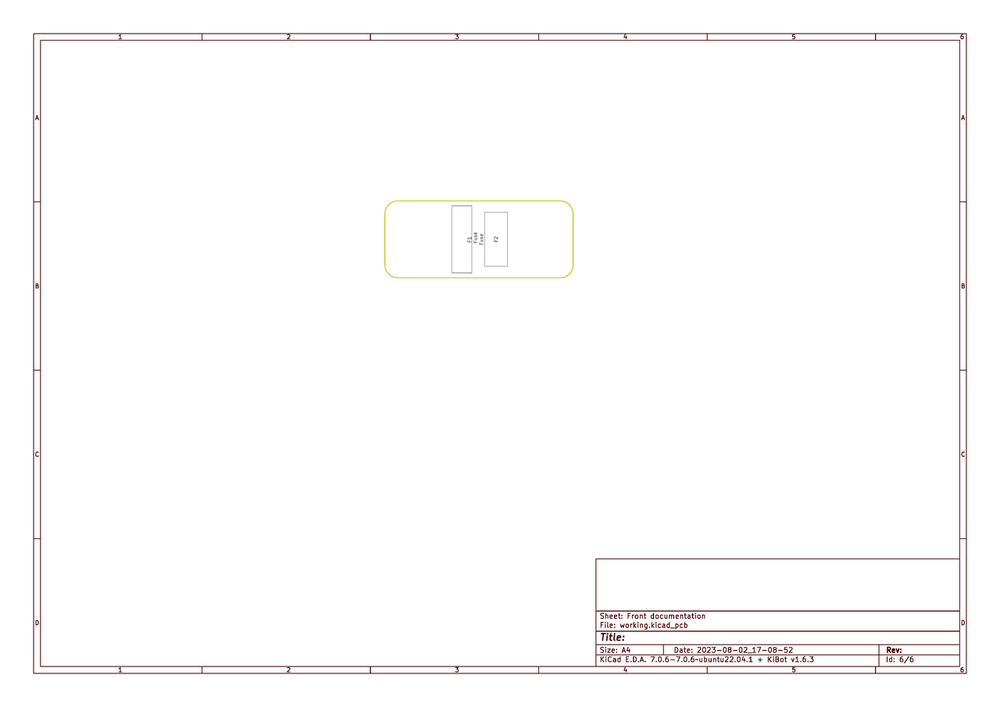 1 2 3 4 5 6
A A
F1
Fuse
Fuse
F2
B B
C C
Sheet: Front documentation
File: working.kicad_pcb
D D
Title:
Size: A4 Date: 2023-08-02_17-08-52 Rev:
KiCad E.D.A. 7.0.6-7.0.6-ubuntu22.04.1 + KiBot v1.6.3 Id: 6/6
1 2 3 4 5 6